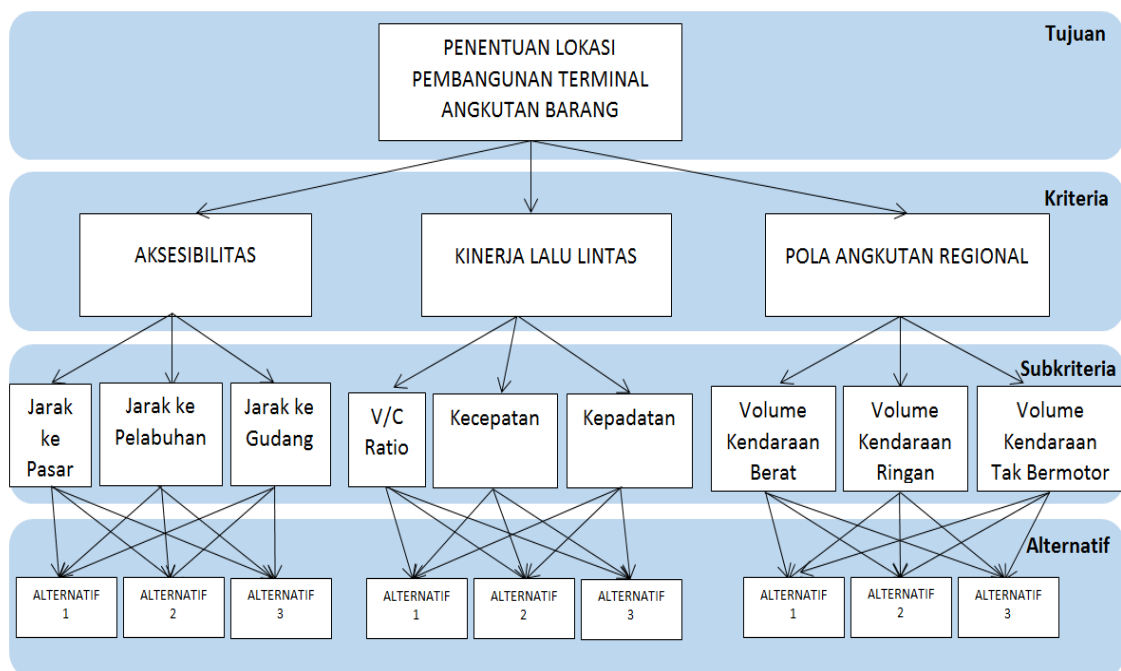 Tujuan
PENENTUAN LOKASI
PEMBANGUNAN TERMINAL
ANGKUTAN BARANG
Kriteria
AKSESIBILITAS
KINERJA LALU LINTAS
POLA ANGKUTAN REGIONAL
Subkriteria
Jarak
ke
Pasar
Jarak ke
Pelabuhan
Jarak ke
Gudang
V/C
Ratio
Kecepatan
Kepadatan
Volume
Kendaraan
Berat
Volume
Kendaraan
Ringan
Volume
Kendaraan
Tak Bermotor
Alternatif
ALTERNATIF
1
ALTERNATIF
2
ALTERNATIF
3
ALTERNATIF
1
ALTERNATIF
2
ALTERNATIF
3
ALTERNATIF
1
ALTERNATIF
2
ALTERNATIF
3